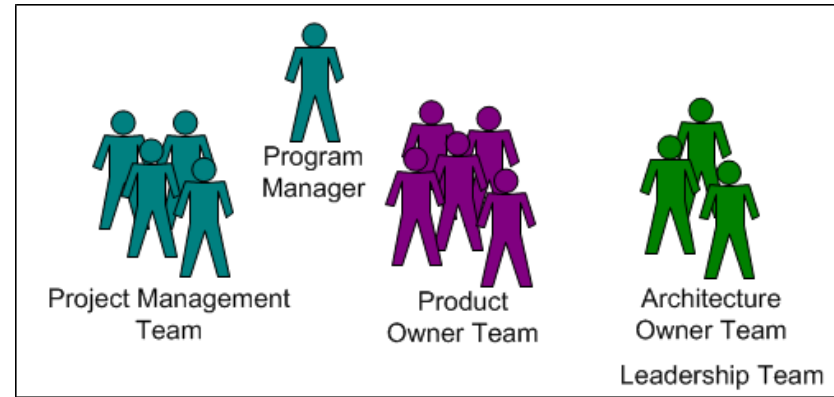 Program
Manager
Project Management
Team
Product
Owner Team
Architecture
Owner Team
Leadership Team